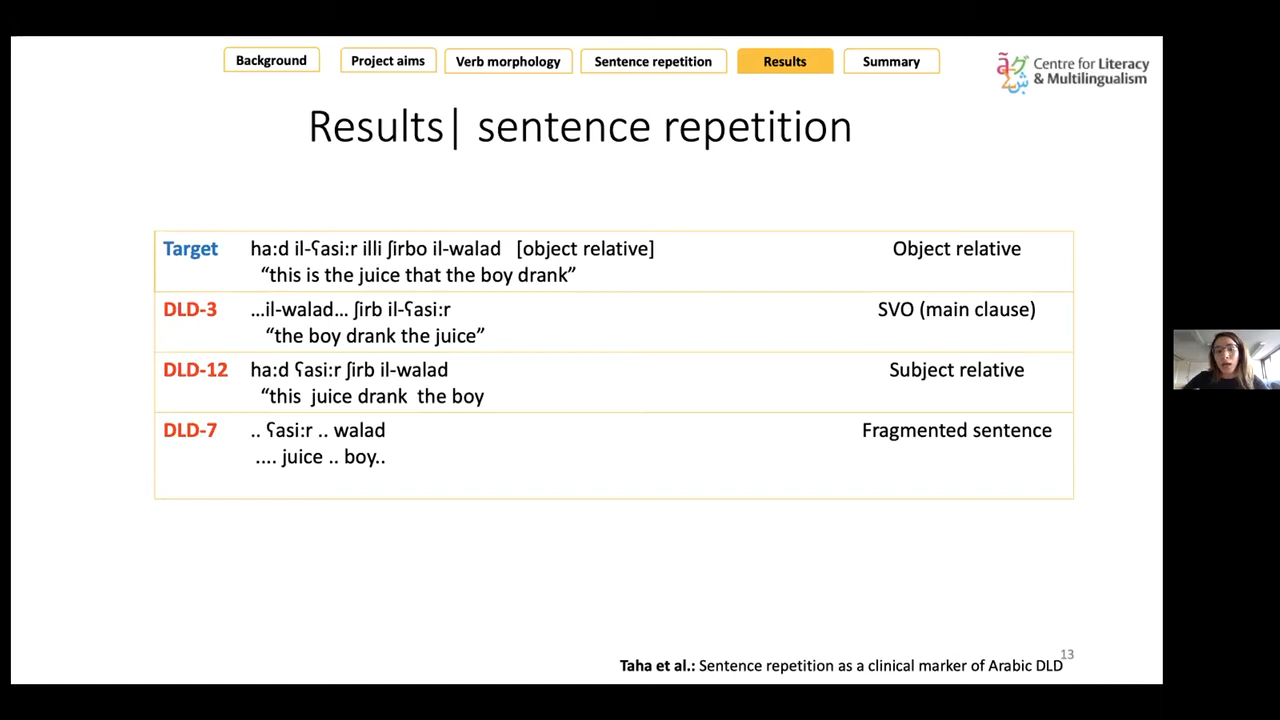 Background Project aims Verb morphology Sentence repetition Results Summary
Centre for Literacy
& Multilingualism
Results| sentence repetition
Target ha:d il-ʕasi:r illi ʃirbo il-walad [object relative] Object relative
“this is the juice that the boy drank”
DLD-3 ...il-walad... ʃirb il-ʕasi:r SVO (main clause)
“the boy drank the juice”
DLD-12 ha:d ʕasi:r ʃirb il-walad Subject relative
“this juice drank the boy
DLD-7 .. ʕasi:r .. walad Fragmented sentence
.... juice .. boy..
13
Taha et al.: Sentence repetition as a clinical marker of Arabic DLD